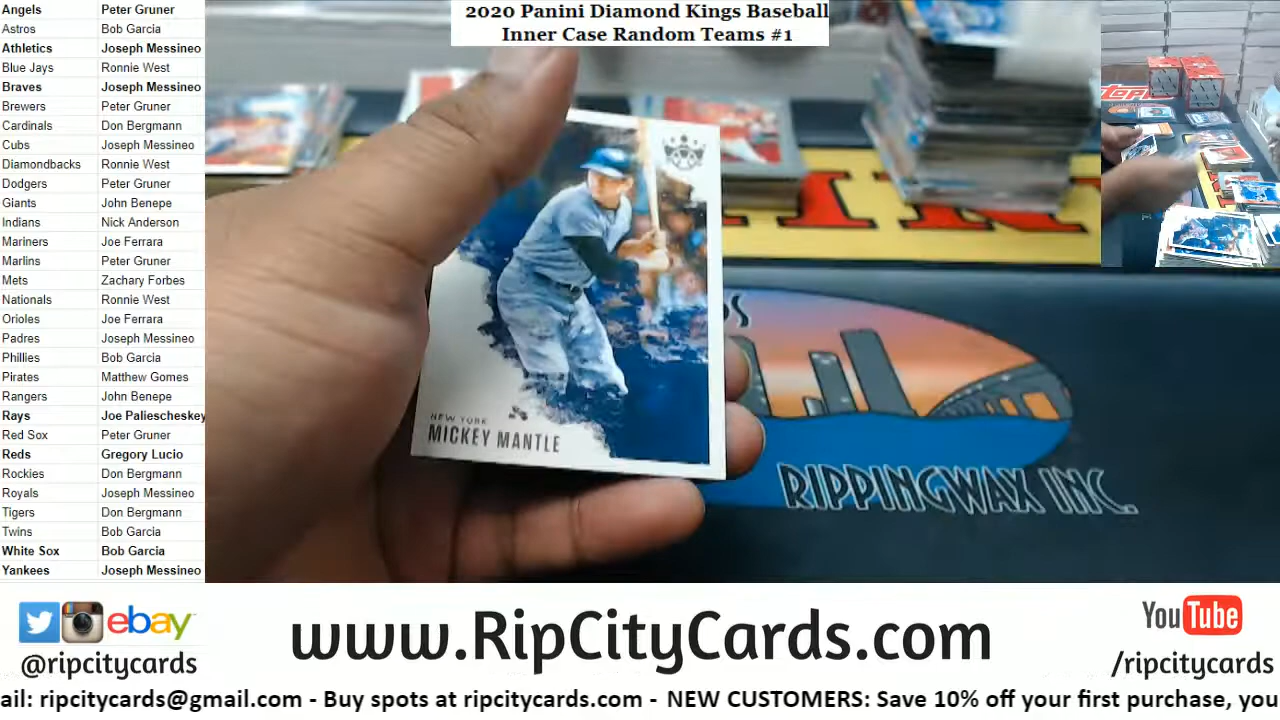 2020 Panini Diamond Kings Baseball
Inner Case Random Teams #1
Angels Peter Gruner
Astros Bob Garcia
Athletics Joseph Messineo
Blue Jays Ronnie West
Braves Joseph Messineo
Brewers Peter Gruner
Cardinals Don Bergmann
Cubs Joseph Messineo
Diamondbacks Ronnie West
Dodgers Peter Gruner
Giants John Benepe
Indians Nick Anderson
Mariners Joe Ferrara
Marlins Peter Gruner
Mets Zachary Forbes
Nationals Ronnie West
Orioles Joe Ferrara
Padres Joseph Messineo
Phillies Bob Garcia
Pirates Matthew Gomes
Rangers John Benepe
Rays Joe Paliescheskey
Red Sox Peter Gruner
Reds Gregory Lucio
Rockies Don Bergmann
Royals Joseph Messineo
Tigers Don Bergmann
Twins Bob Garcia
White Sox Bob Garcia
Yankees Joseph Messineo
NEW YORK
MICKEY MANTLE
RIPPINGWAX INC.
ebay
@ripcitycards
www.RipCityCards.com
YouTube
/ripcitycards
ail: ripcitycards@gmail.com - Buy spots at ripcitycards.com - NEW CUSTOMERS: Save 10% off your first purchase, you